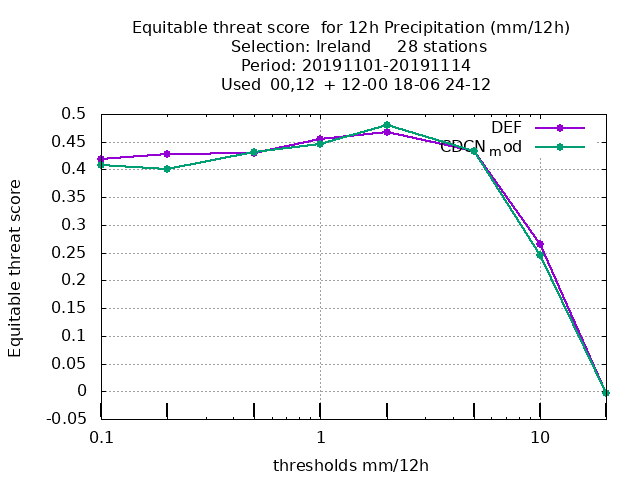 Equitable threat score  for 12h Precipitation (mm/12h)
Selection: Ireland     28 stations
Period: 20191101-20191114
Used  00,12  + 12-00 18-06 24-12
Equitable threat score
0.5
0.45
0.4
0.35
0.3
0.25
0.2
0.15
0.1
0.05
0
-0.05
DEF
CDCNmod
0.1
1
10
thresholds mm/12h